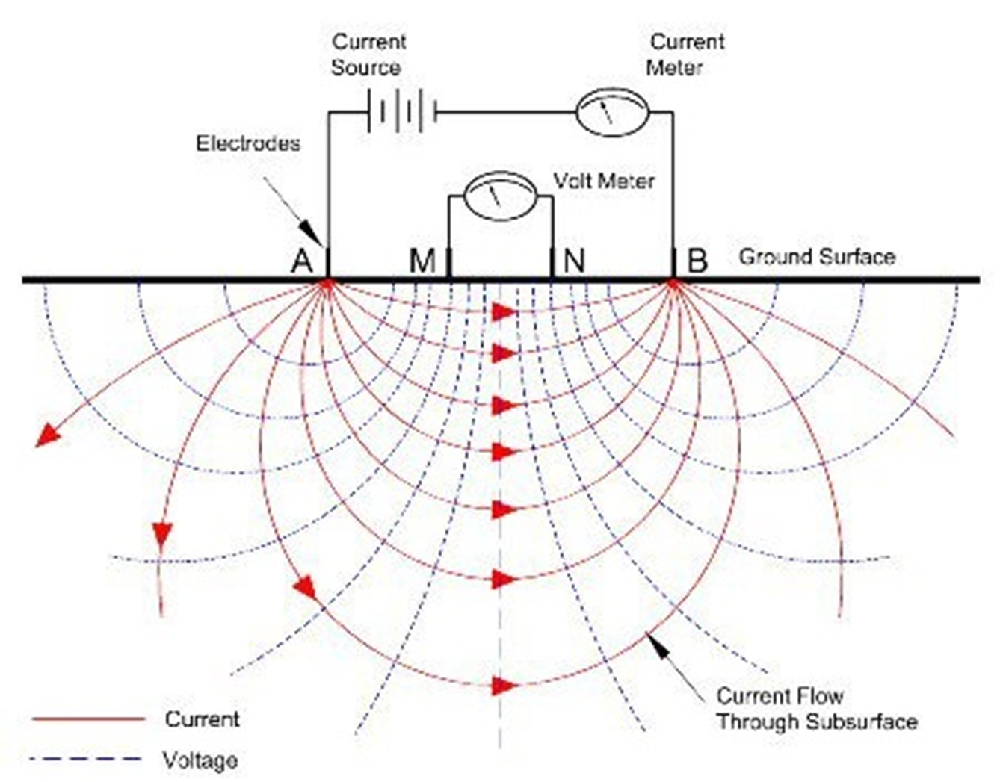 Current
Source
Current
Meter
Electrodes
Volt Meter
A
M
N
B
Ground Surface
Current Flow
Through Subsurface
Current
Voltage